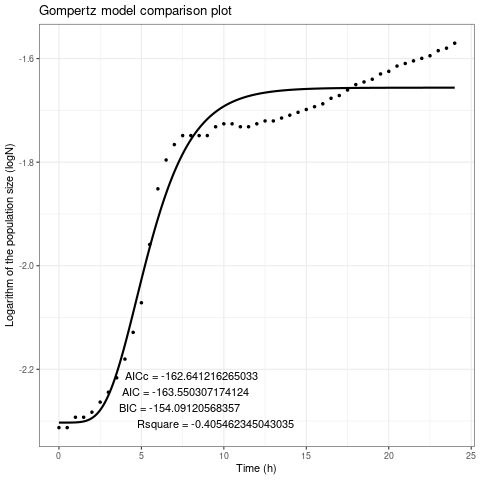 Gompertz model comparison plot
Logarithm of the population size (logN)
-1.6
-1.8
-2.0
-2.2
AICc = -162.641216265033
AIC = -163.550307174124
BIC = -154.09120568357
Rsquare = -0.405462345043035
0
5
10
15
20
25
Time (h)